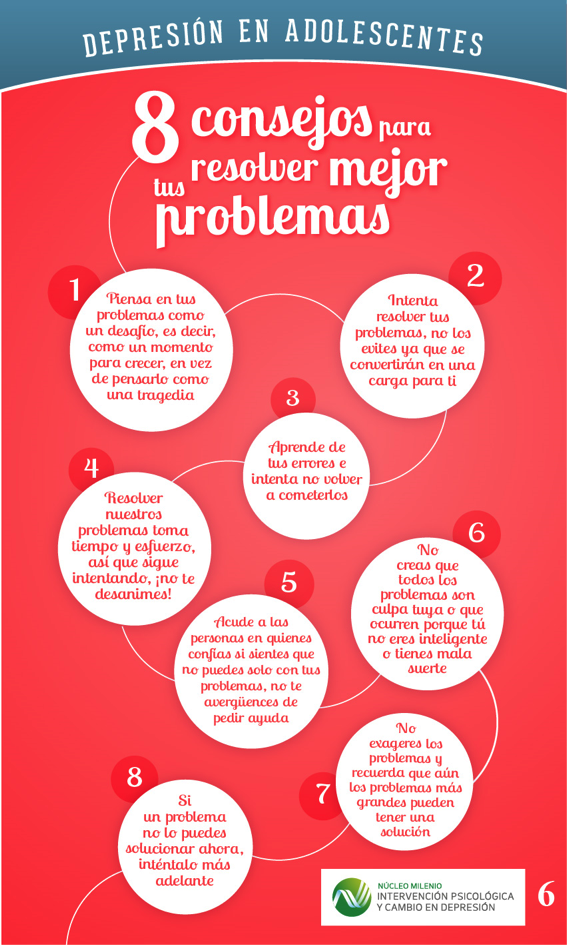 DEPRESIÓN EN ADOLESCENTES
8 consejos para
resolver mejor
tus
problemas
1
Piensa en tus
problemas como
un desafío, es decir,
como un momento
para crecer, en vez
de pensarlo como
una tragedia
2
Intenta
resolver tus
problemas, no los
evites ya que se
convertirán en una
carga para ti
3
Aprende de
tus errores e
intenta no volver
a cometerlos
4
Resolver
nuestros
problemas toma
tiempo y esfuerzo,
así que sigue
intentando, ¡no te
desanimes!
5
Acude a las
personas en quienes
confías si sientes que
no puedes solo con tus
problemas, no te
avergüences de
pedir ayuda
6
No
creas que
todos los
problemas son
culpa tuya o que
ocurren porque tú
no eres inteligente
o tienes mala
suerte
7
No
exageres los
problemas y
recuerda que aún
los problemas más
grandes pueden
tener una
solución
8
Si
un problema
no lo puedes
solucionar ahora,
inténtalo más
adelante
NÚCLEO MILENIO
INTERVENCIÓN PSICOLÓGICA
Y CAMBIO EN DEPRESIÓN
6